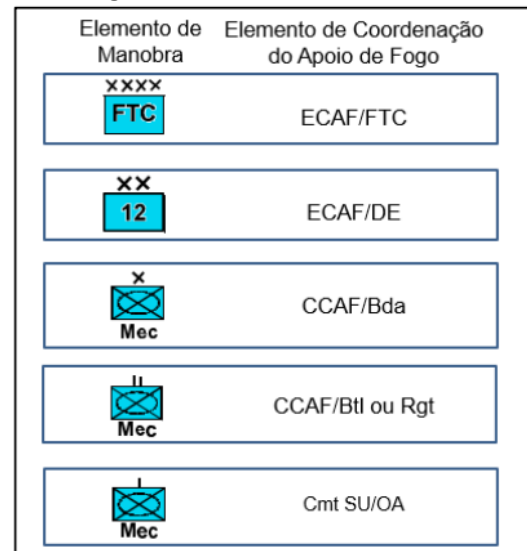 Elemento de Manobra
Elemento de Coordenação do Apoio de Fogo
XXXX
FTC
ECAF/FTC
XX
12
ECAF/DE
X
Mec
CCAF/Bda
II
Mec
CCAF/Btl ou Rgt
I
Mec
Cmt SU/OA